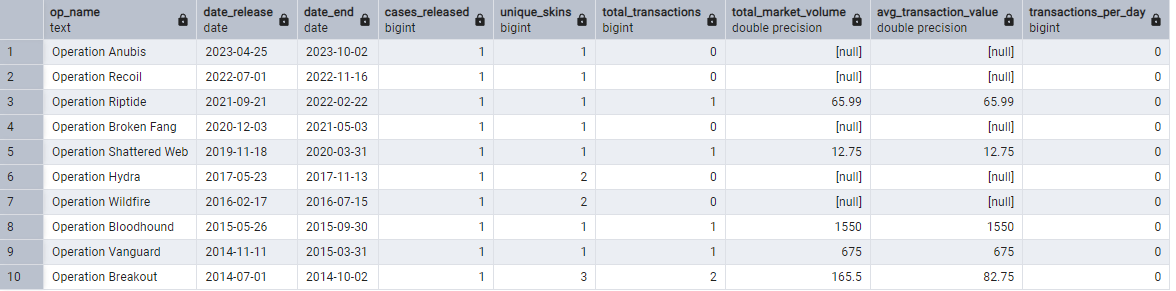 op_name date_release date_end cases_released unique_skins total_transactions total_market_volume avg_transaction_value transactions_per_day
text date date bigint bigint bigint double precision double precision bigint
1 Operation Anubis 2023-04-25 2023-10-02 1 1 0 [null] [null] 0
2 Operation Recoil 2022-07-01 2022-11-16 1 1 0 [null] [null] 0
3 Operation Riptide 2021-09-21 2022-02-22 1 1 1 65.99 65.99 0
4 Operation Broken Fang 2020-12-03 2021-05-03 1 1 0 [null] [null] 0
5 Operation Shattered Web 2019-11-18 2020-03-31 1 1 1 12.75 12.75 0
6 Operation Hydra 2017-05-23 2017-11-13 1 2 0 [null] [null] 0
7 Operation Wildfire 2016-02-17 2016-07-15 1 2 0 [null] [null] 0
8 Operation Bloodhound 2015-05-26 2015-09-30 1 1 1 1550 1550 0
9 Operation Vanguard 2014-11-11 2015-03-31 1 1 1 675 675 0
10 Operation Breakout 2014-07-01 2014-10-02 1 3 2 165.5 82.75 0